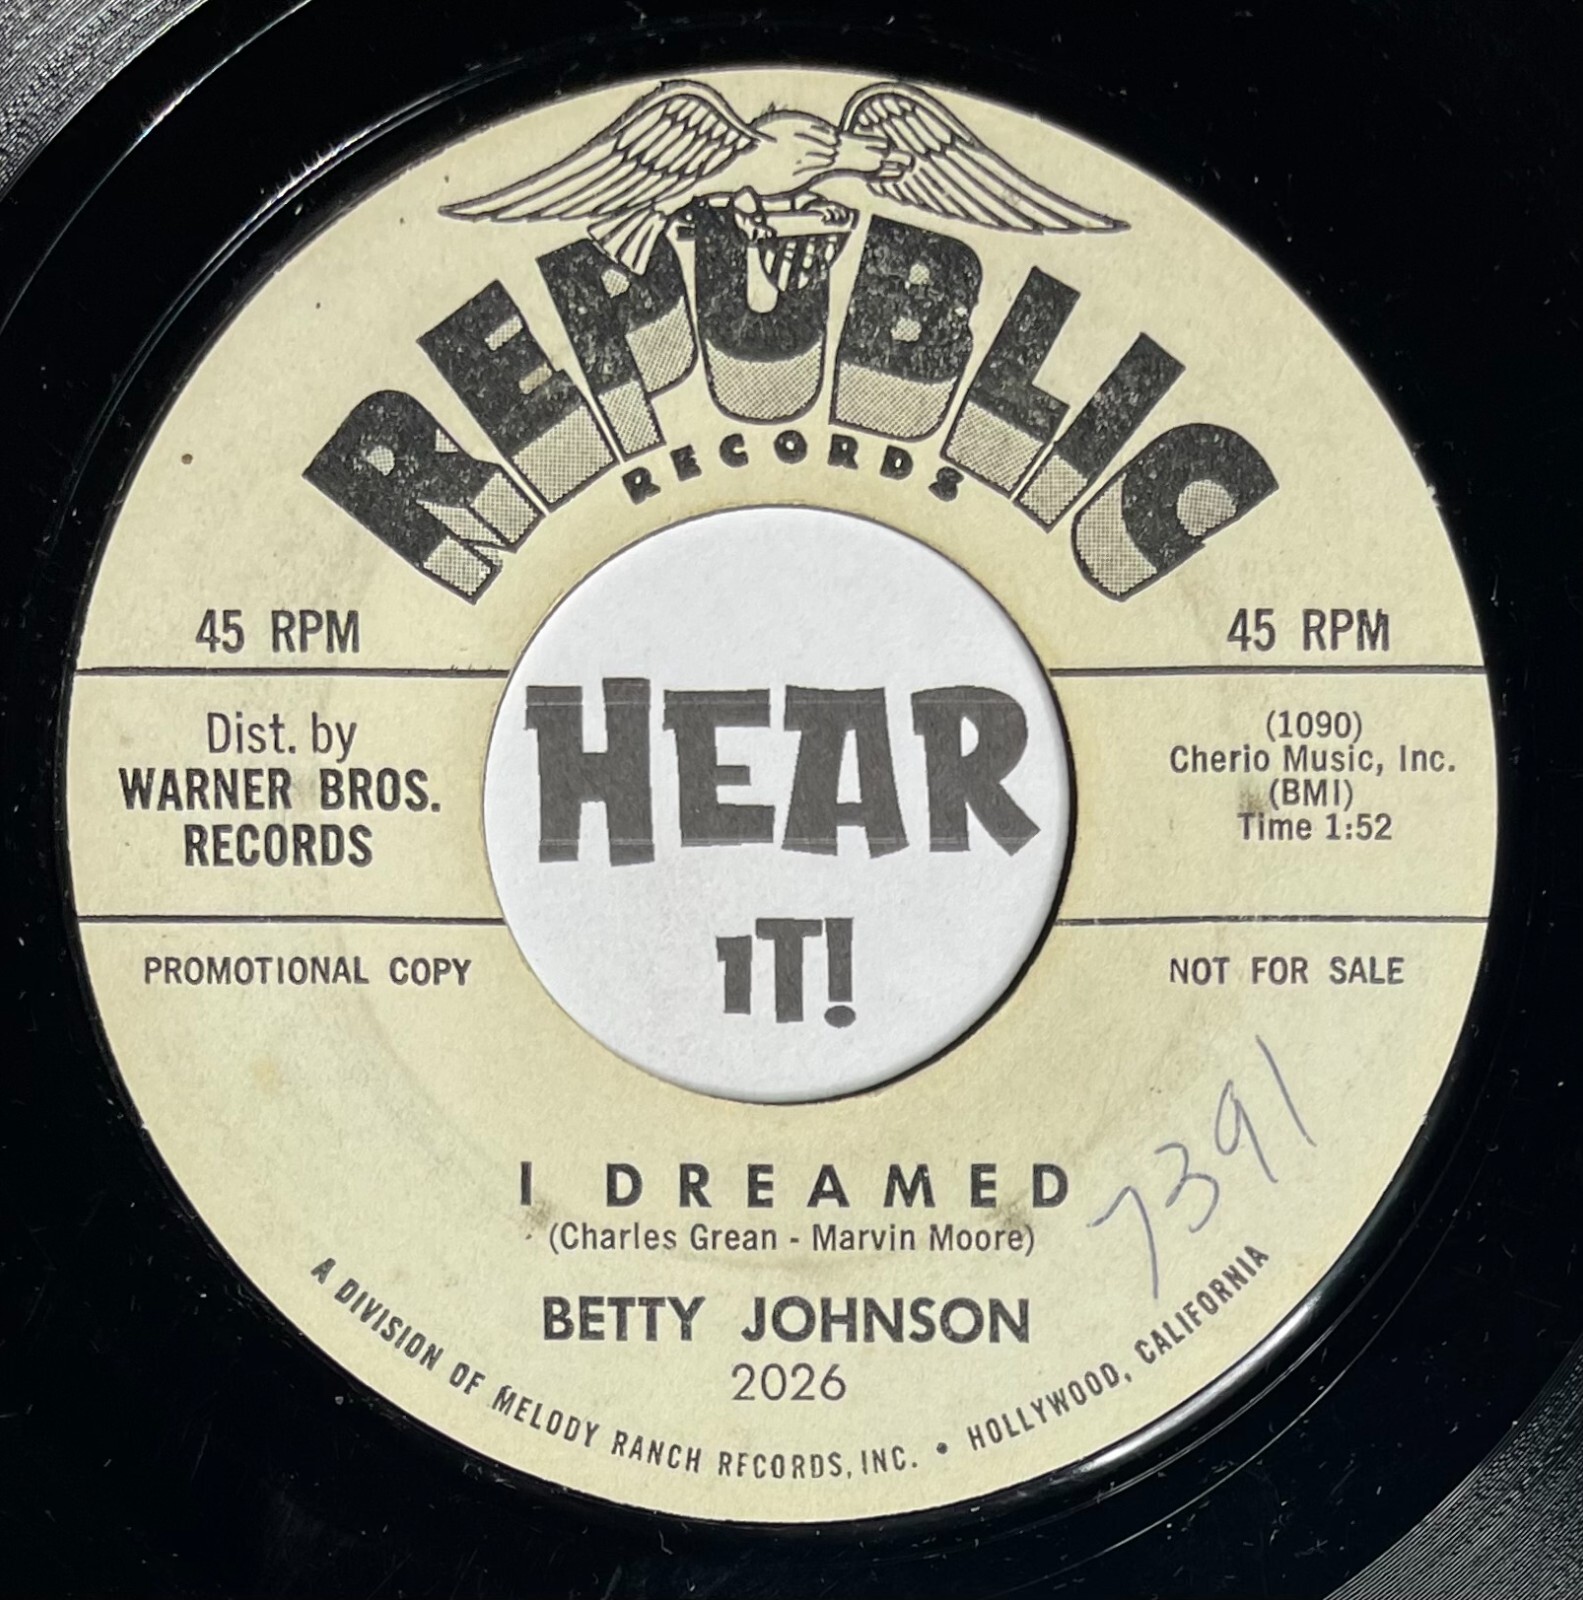 REPUBLIC
RECORDS
45 RPM
45 RPM
Dist. by
WARNER BROS.
RECORDS
(1090)
Cherio Music, Inc.
(BMI)
Time 1:52
HEAR
IT!
PROMOTIONAL COPY
NOT FOR SALE
7391
I DREAMED
(Charles Grean - Marvin Moore)
BETTY JOHNSON
2026
A DIVISION OF MELODY RANCH RECORDS, INC. • HOLLYWOOD, CALIFORNIA